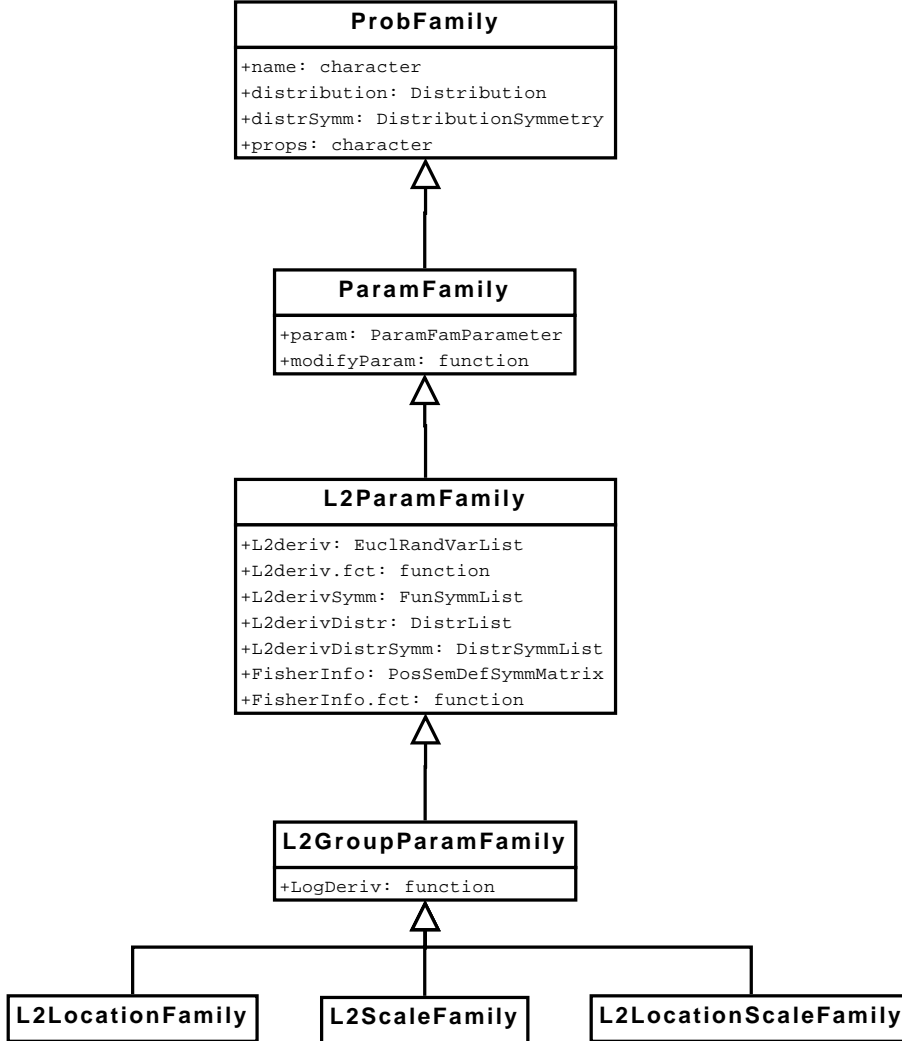 ProbFamily
+name: character
+distribution: Distribution
+distrSymm: DistributionSymmetry
+props: character
ParamFamily
+param: ParamFamParameter
+modifyParam: function
L2ParamFamily
+L2deriv: EuclRandVarList
+L2deriv.fct: function
+L2derivSymm: FunSymmList
+L2derivDistr: DistrList
+L2derivDistrSymm: DistrSymmList
+FisherInfo: PosSemDefSymmMatrix
+FisherInfo.fct: function
L2GroupParamFamily
+LogDeriv: function
L2LocationFamily
L2ScaleFamily
L2LocationScaleFamily